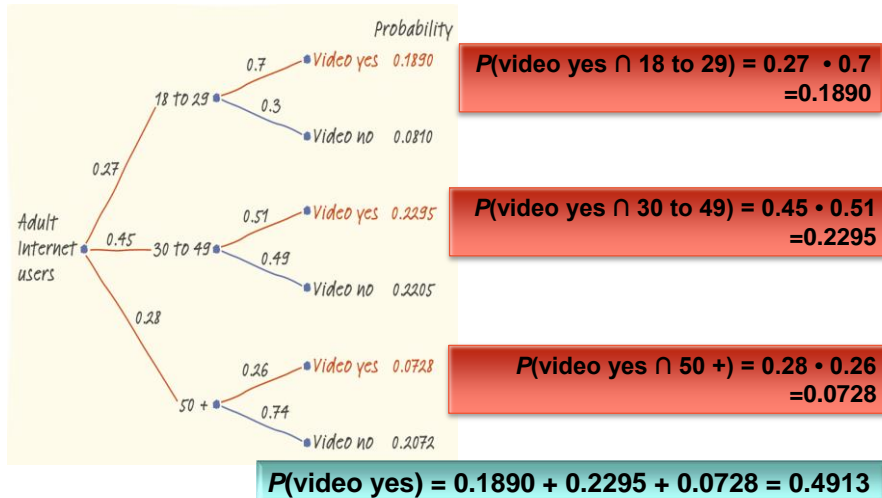 Probability
0.7
Video yes 0.1890
18 to 29
0.3
Video no 0.0810
0.27
0.51
Video yes 0.2295
Adult
Internet
users
0.45
30 to 49
0.49
Video no 0.2205
0.28
0.26
Video yes 0.0728
50 +
0.74
Video no 0.2072
P(video yes ∩ 18 to 29) = 0.27 • 0.7
=0.1890
P(video yes ∩ 30 to 49) = 0.45 • 0.51
=0.2295
P(video yes ∩ 50 +) = 0.28 • 0.26
=0.0728
P(video yes) = 0.1890 + 0.2295 + 0.0728 = 0.4913